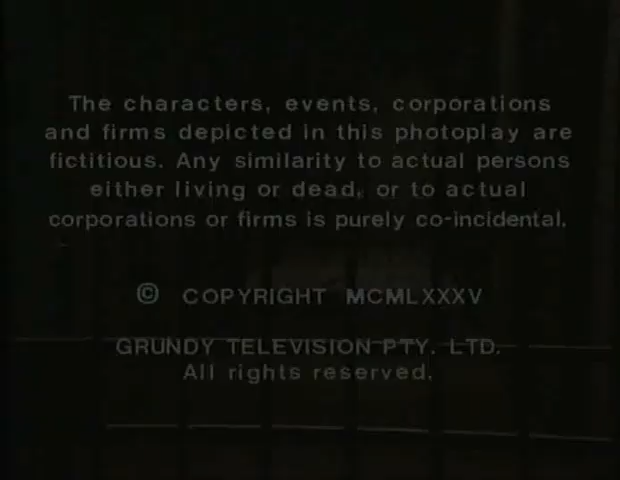 The characters, events, corporations
and firms depicted in this photoplay are
fictitious. Any similarity to actual persons
either living or dead, or to actual
corporations or firms is purely co-incidental.
© COPYRIGHT MCMLXXXV
GRUNDY TELEVISION PTY. LTD.
All rights reserved.